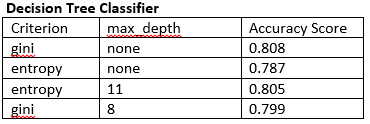 Decision Tree Classifier
Criterion max_depth Accuracy Score
gini none 0.808
entropy none 0.787
entropy 11 0.805
gini 8 0.799